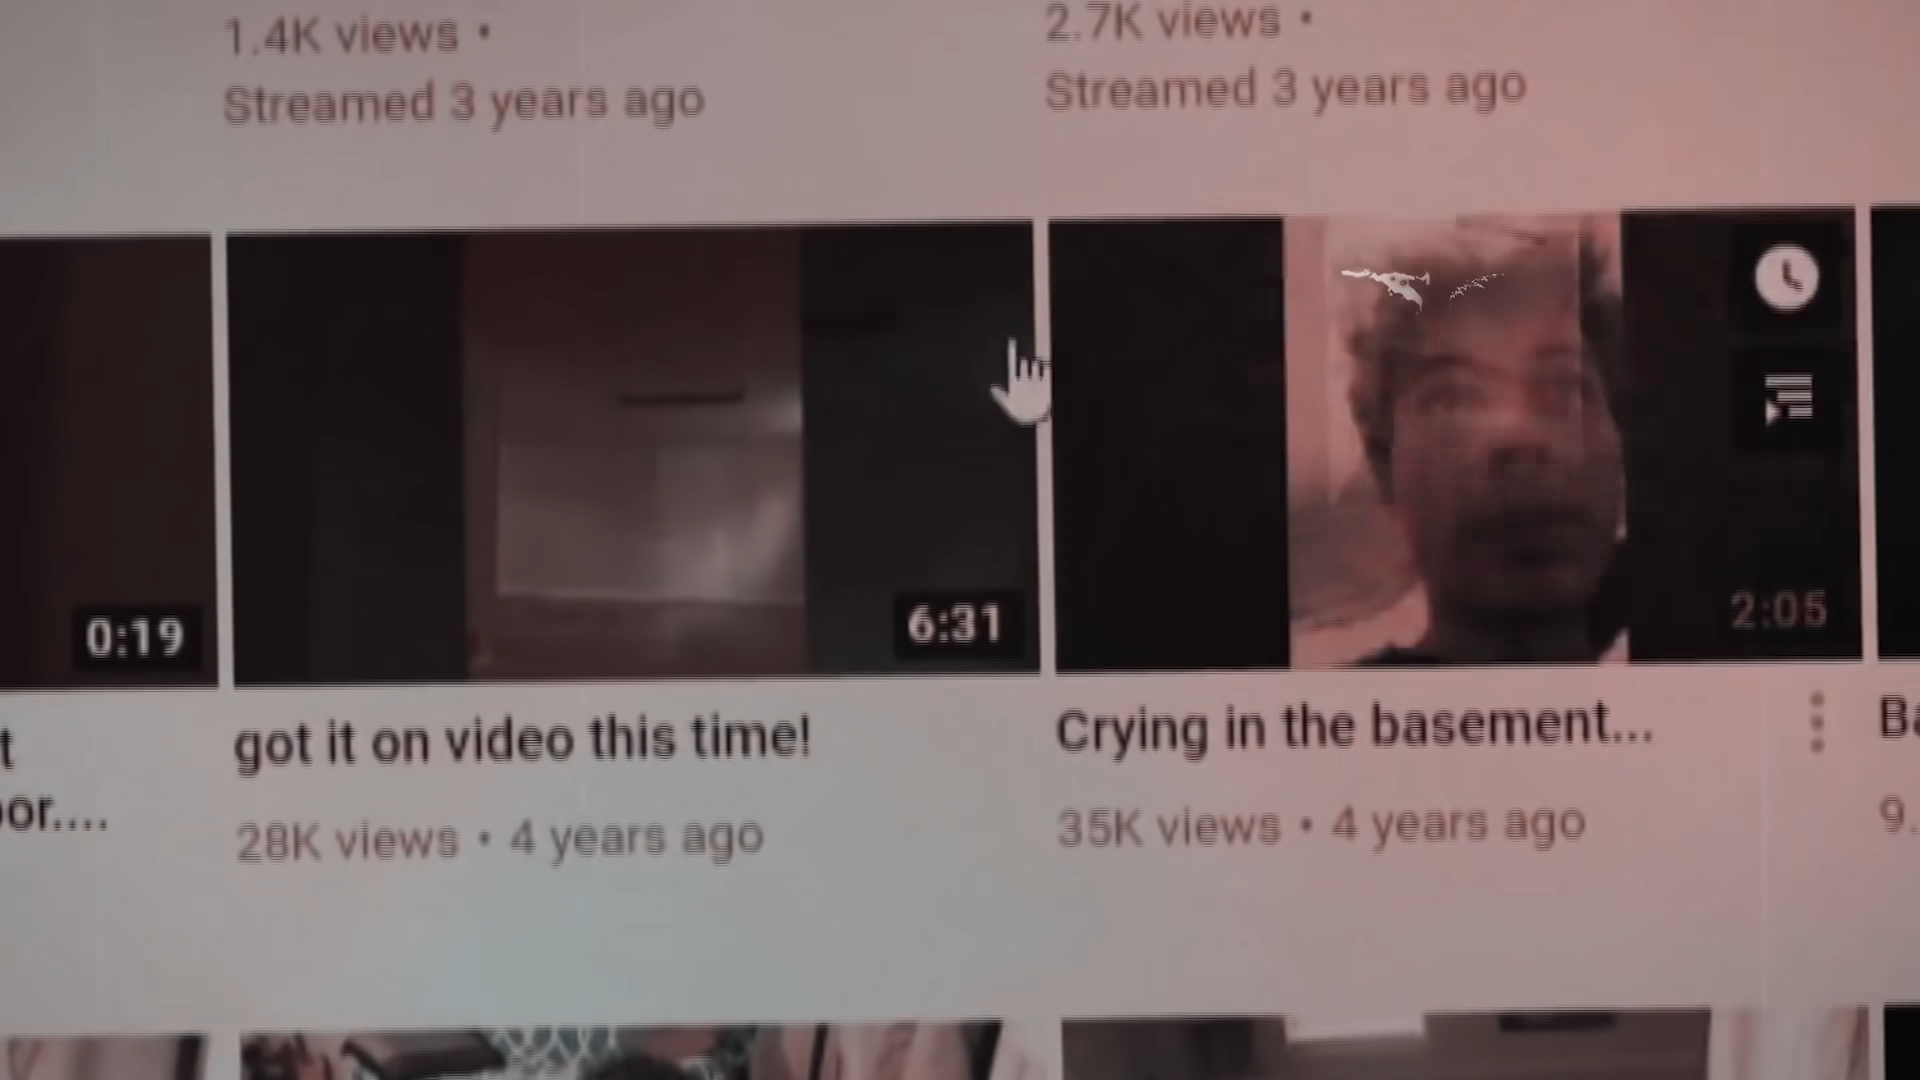 1.4K views •
Streamed 3 years ago
2.7K views •
Streamed 3 years ago
0:19
6:31
2:05
got it on video this time!
28K views • 4 years ago
Crying in the basement...
35K views • 4 years ago